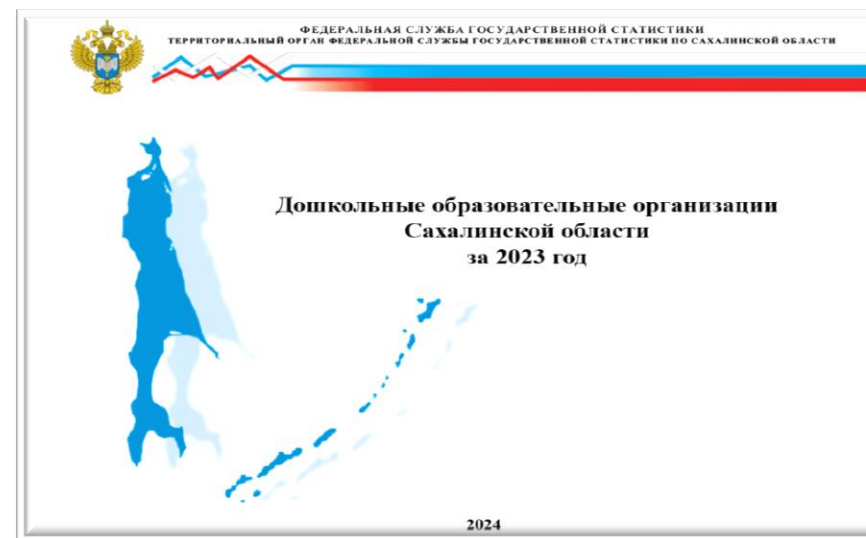 ФЕДЕРАЛЬНАЯ СЛУЖБА ГОСУДАРСТВЕННОЙ СТАТИСТИКИ
ТЕРРИТОРИАЛЬНЫЙ ОРГАН ФЕДЕРАЛЬНОЙ СЛУЖБЫ ГОСУДАРСТВЕННОЙ СТАТИСТИКИ ПО САХАЛИНСКОЙ ОБЛАСТИ
Дошкольные образовательные организации
Сахалинской области
за 2023 год
2024